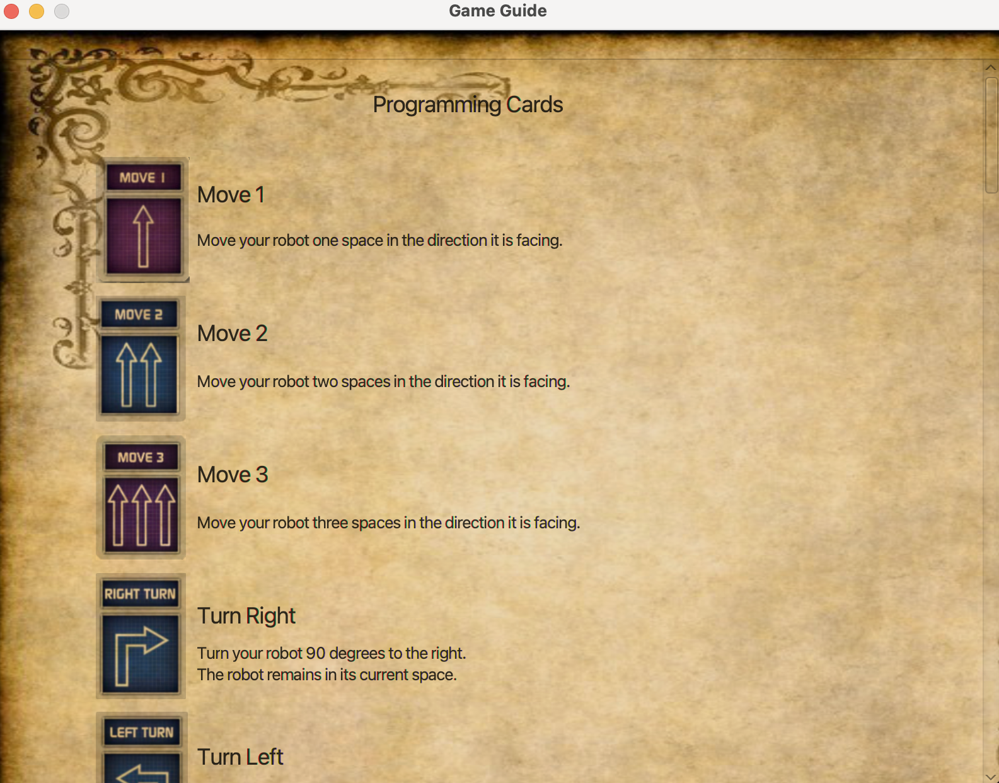 Game Guide
Programming Cards
MOVE 1
Move 1
Move your robot one space in the direction it is facing.
MOVE 2
Move 2
Move your robot two spaces in the direction it is facing.
MOVE 3
Move 3
Move your robot three spaces in the direction it is facing.
RIGHT TURN
Turn Right
Turn your robot 90 degrees to the right.
The robot remains in its current space.
LEFT TURN
Turn Left